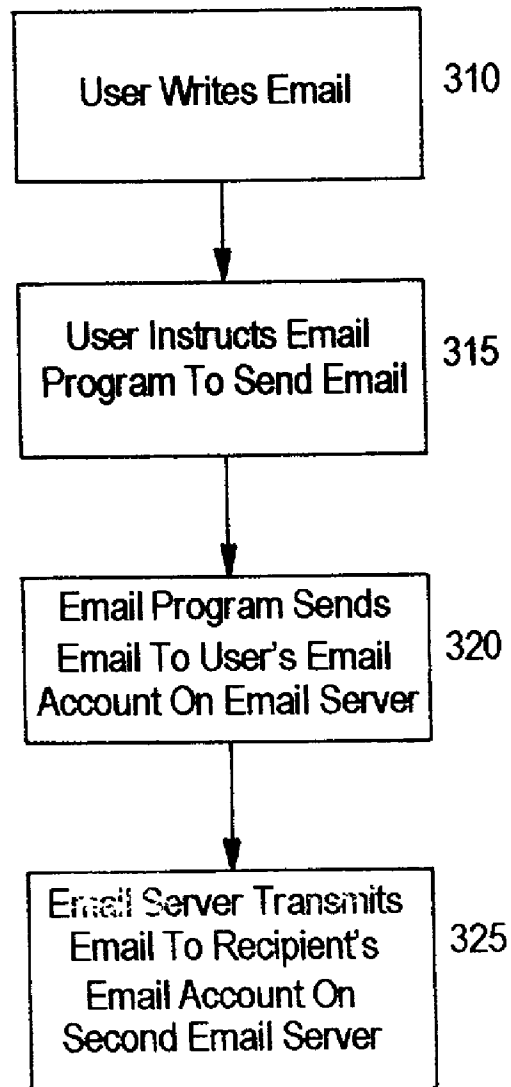 User Writes Email
310
User Instructs Email
Program To Send Email
315
Email Program Sends
Email To User's Email
Account On Email Server
320
Email Server Transmits
Email To Recipient's
Email Account On
Second Email Server
325